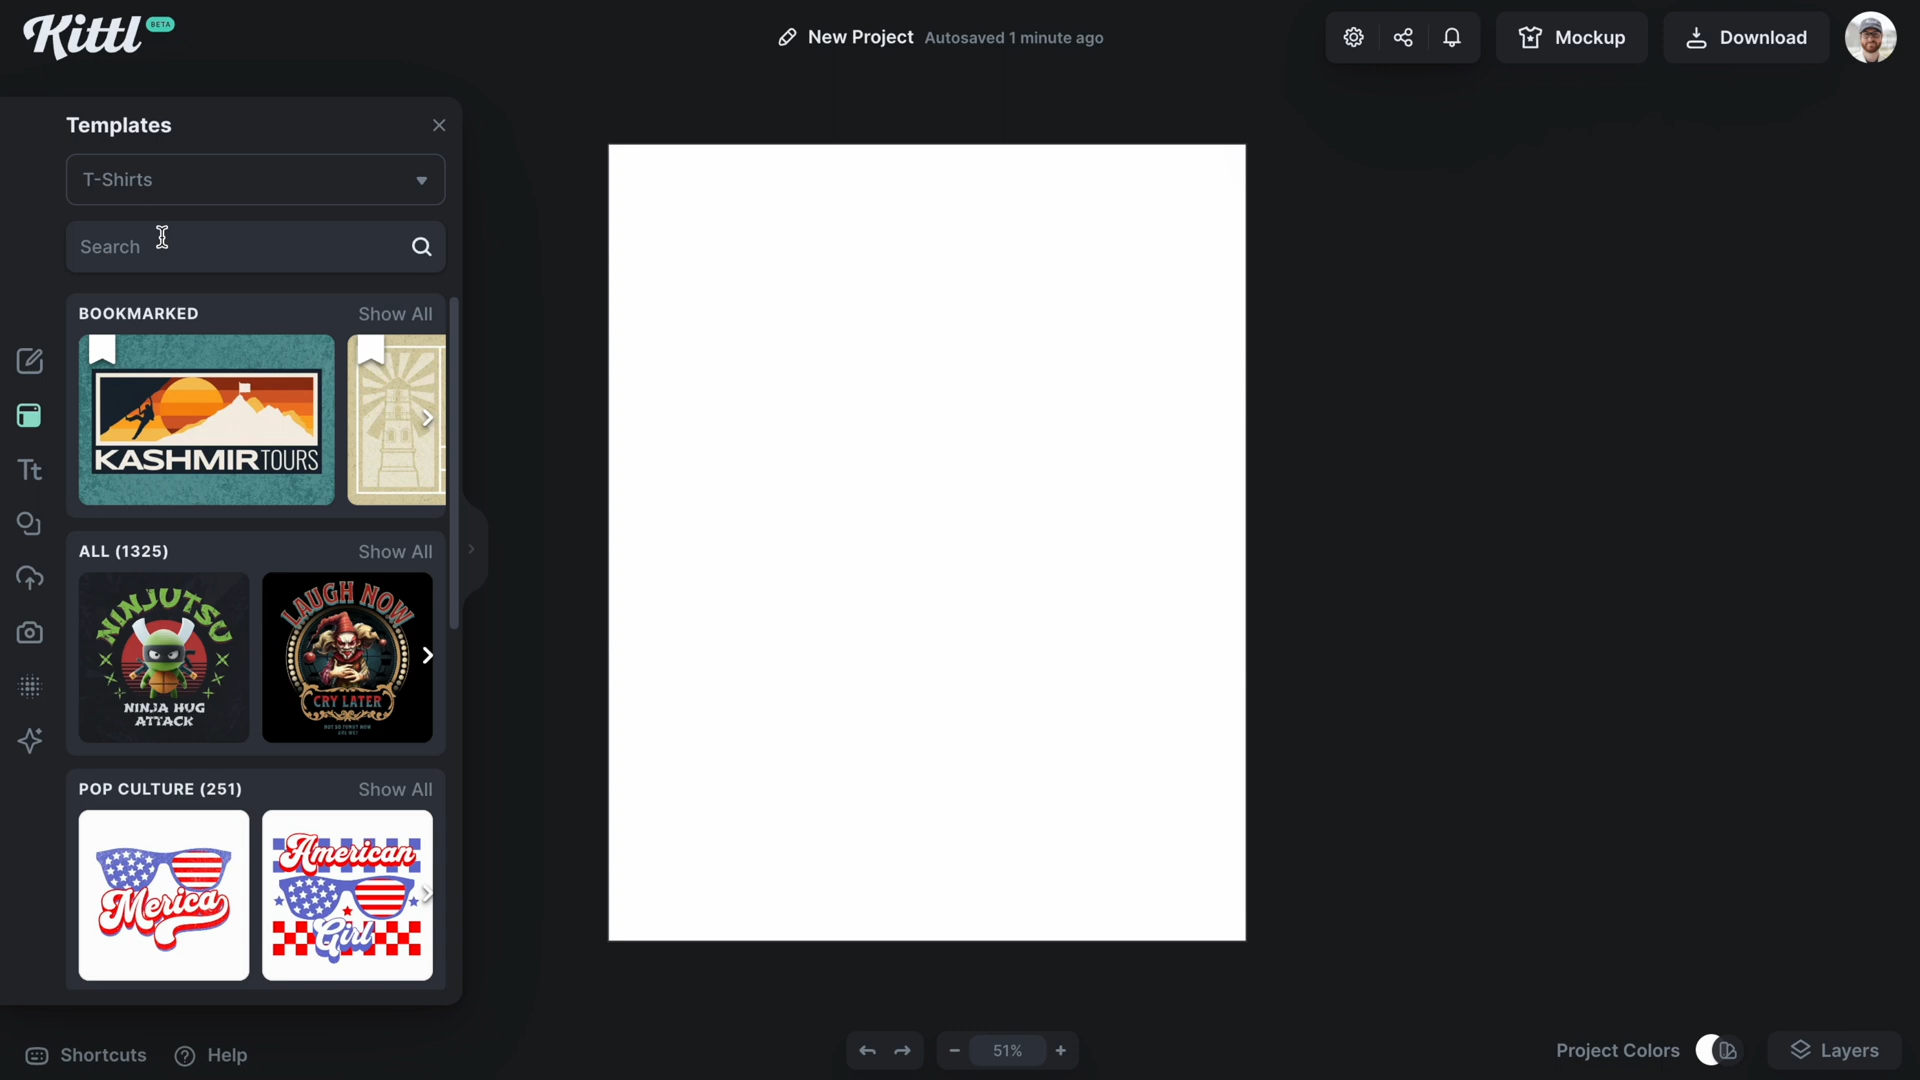 Kittl BETA
New Project Autosaved 1 minute ago
Mockup
Download
Templates
T-Shirts
Search
BOOKMARKED Show All
KASHMIR TOURS
ALL (1325) Show All
NINJUTSU
NINJA HUG
ATTACK
LAUGH NOW
CRY LATER
POP CULTURE (251) Show All
Merica
American
Girl
Shortcuts
Help
51%
Project Colors
Layers